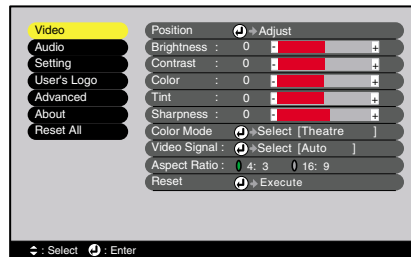 Video
Audio
Setting
User's Logo
Advanced
About
Reset All
Position Adjust
Brightness : 0 - +
Contrast : 0 - +
Color : 0 - +
Tint : 0 - +
Sharpness : 0 - +
Color Mode Select [Theatre ]
Video Signal : Select [Auto ]
Aspect Ratio : 4: 3 16: 9
Reset Execute
: Select : Enter